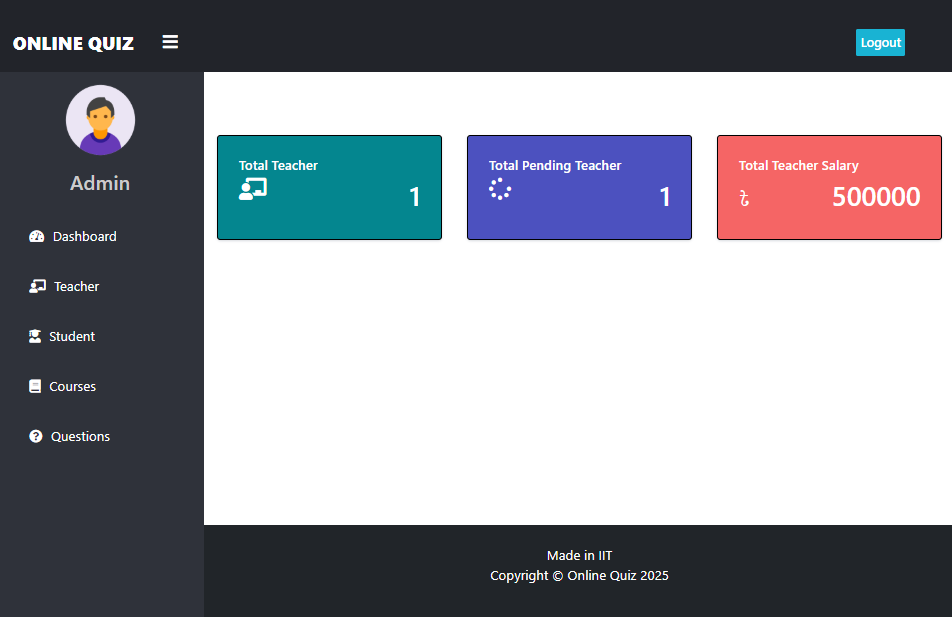 ONLINE QUIZ
Logout
Admin
Dashboard
Teacher
Student
Courses
Questions
Total Teacher
1
Total Pending Teacher
1
Total Teacher Salary
৳ 500000
Made in IIT
Copyright © Online Quiz 2025